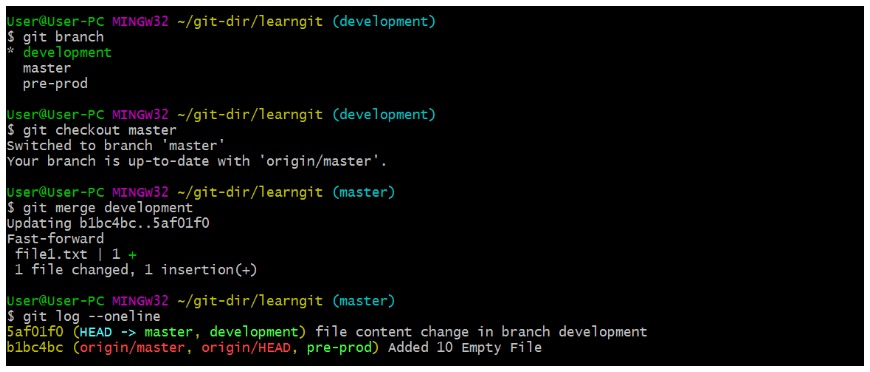 User@User-PC MINGW32 ~/git-dir/learngit (development)
$ git branch
* development
  master
  pre-prod
User@User-PC MINGW32 ~/git-dir/learngit (development)
$ git checkout master
Switched to branch 'master'
Your branch is up-to-date with 'origin/master'.
User@User-PC MINGW32 ~/git-dir/learngit (master)
$ git merge development
Updating b1bc4bc..5af01f0
Fast-forward
 file1.txt | 1 +
 1 file changed, 1 insertion(+)
User@User-PC MINGW32 ~/git-dir/learngit (master)
$ git log --oneline
5af01f0 (HEAD -> master, development) file content change in branch development
b1bc4bc (origin/master, origin/HEAD, pre-prod) Added 10 Empty File